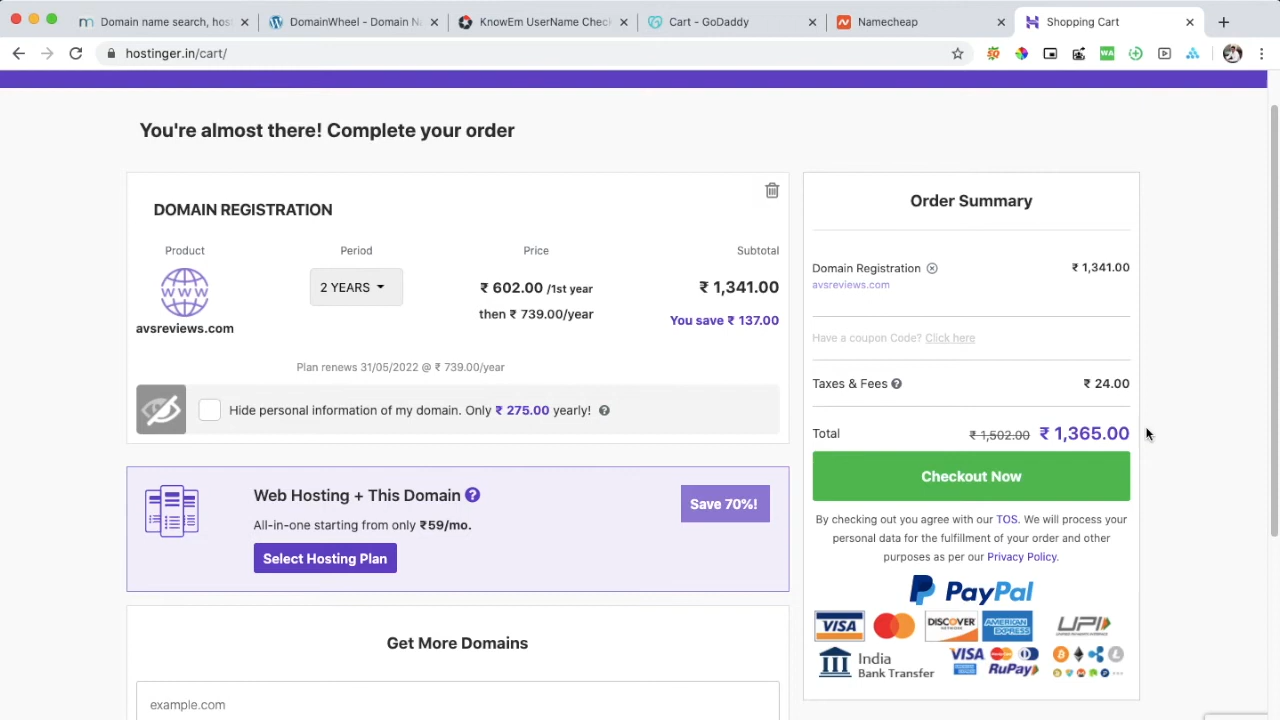 Domain name search, hos
DomainWheel - Domain N
KnowEm UserName Chec
Cart - GoDaddy
Namecheap
Shopping Cart
hostinger.in/cart/
You're almost there! Complete your order
DOMAIN REGISTRATION
Product
Period
Price
Subtotal
WWW
2 YEARS
₹ 602.00 /1st year
₹ 1,341.00
then ₹ 739.00/year
You save ₹ 137.00
avsreviews.com
Plan renews 31/05/2022 @ ₹ 739.00/year
Hide personal information of my domain. Only ₹ 275.00 yearly!
Web Hosting + This Domain
All-in-one starting from only ₹59/mo.
Save 70%!
Select Hosting Plan
Get More Domains
example.com
Order Summary
Domain Registration ₹ 1,341.00
avsreviews.com
Have a coupon Code? Click here
Taxes & Fees ₹ 24.00
Total ₹ 1,502.00 ₹ 1,365.00
Checkout Now
By checking out you agree with our TOS. We will process your
personal data for the fulfillment of your order and other
purposes as per our Privacy Policy.
PayPal
VISA DISCOVER AMERICAN EXPRESS UPI
India
Bank Transfer
VISA
RuPay